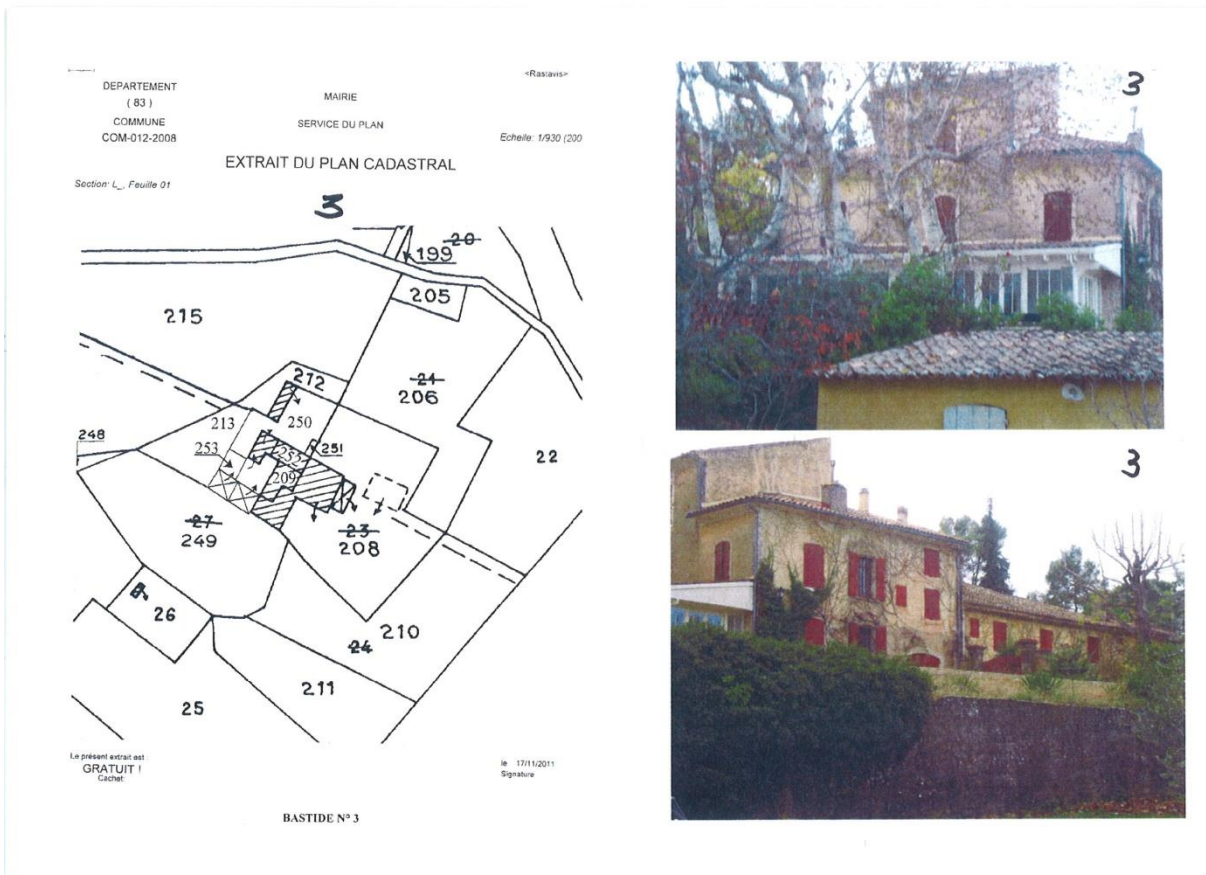 DEPARTEMENT
( 83 )
COMMUNE
COM-012-2008
MAIRIE
SERVICE DU PLAN
<Rastavis>
Echelle: 1/930 (200
EXTRAIT DU PLAN CADASTRAL
Section: L_, Feuille 01
3
20
199
205
215
21
206
212
213
250
248
253
252
251
209
22
27
249
23
208
26
210
24
211
25
Le présent extrait est
GRATUIT !
Cachet:
le 17/11/2011
Signature
BASTIDE N° 3
3
3